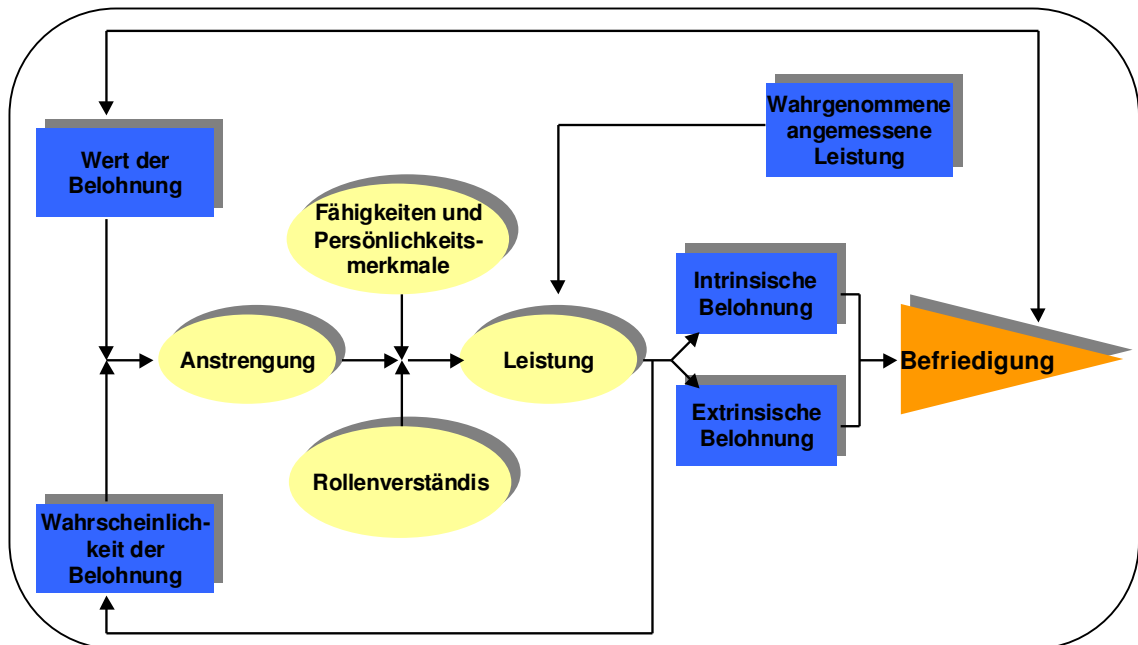 Wahrgenommene
angemessene
Leistung
Wert der
Belohnung
Fähigkeiten und
Persönlichkeits-
merkmale
Intrinsische
Belohnung
Anstrengung
Leistung
Befriedigung
Extrinsische
Belohnung
Rollenverständis
Wahrscheinlich-
keit der
Belohnung